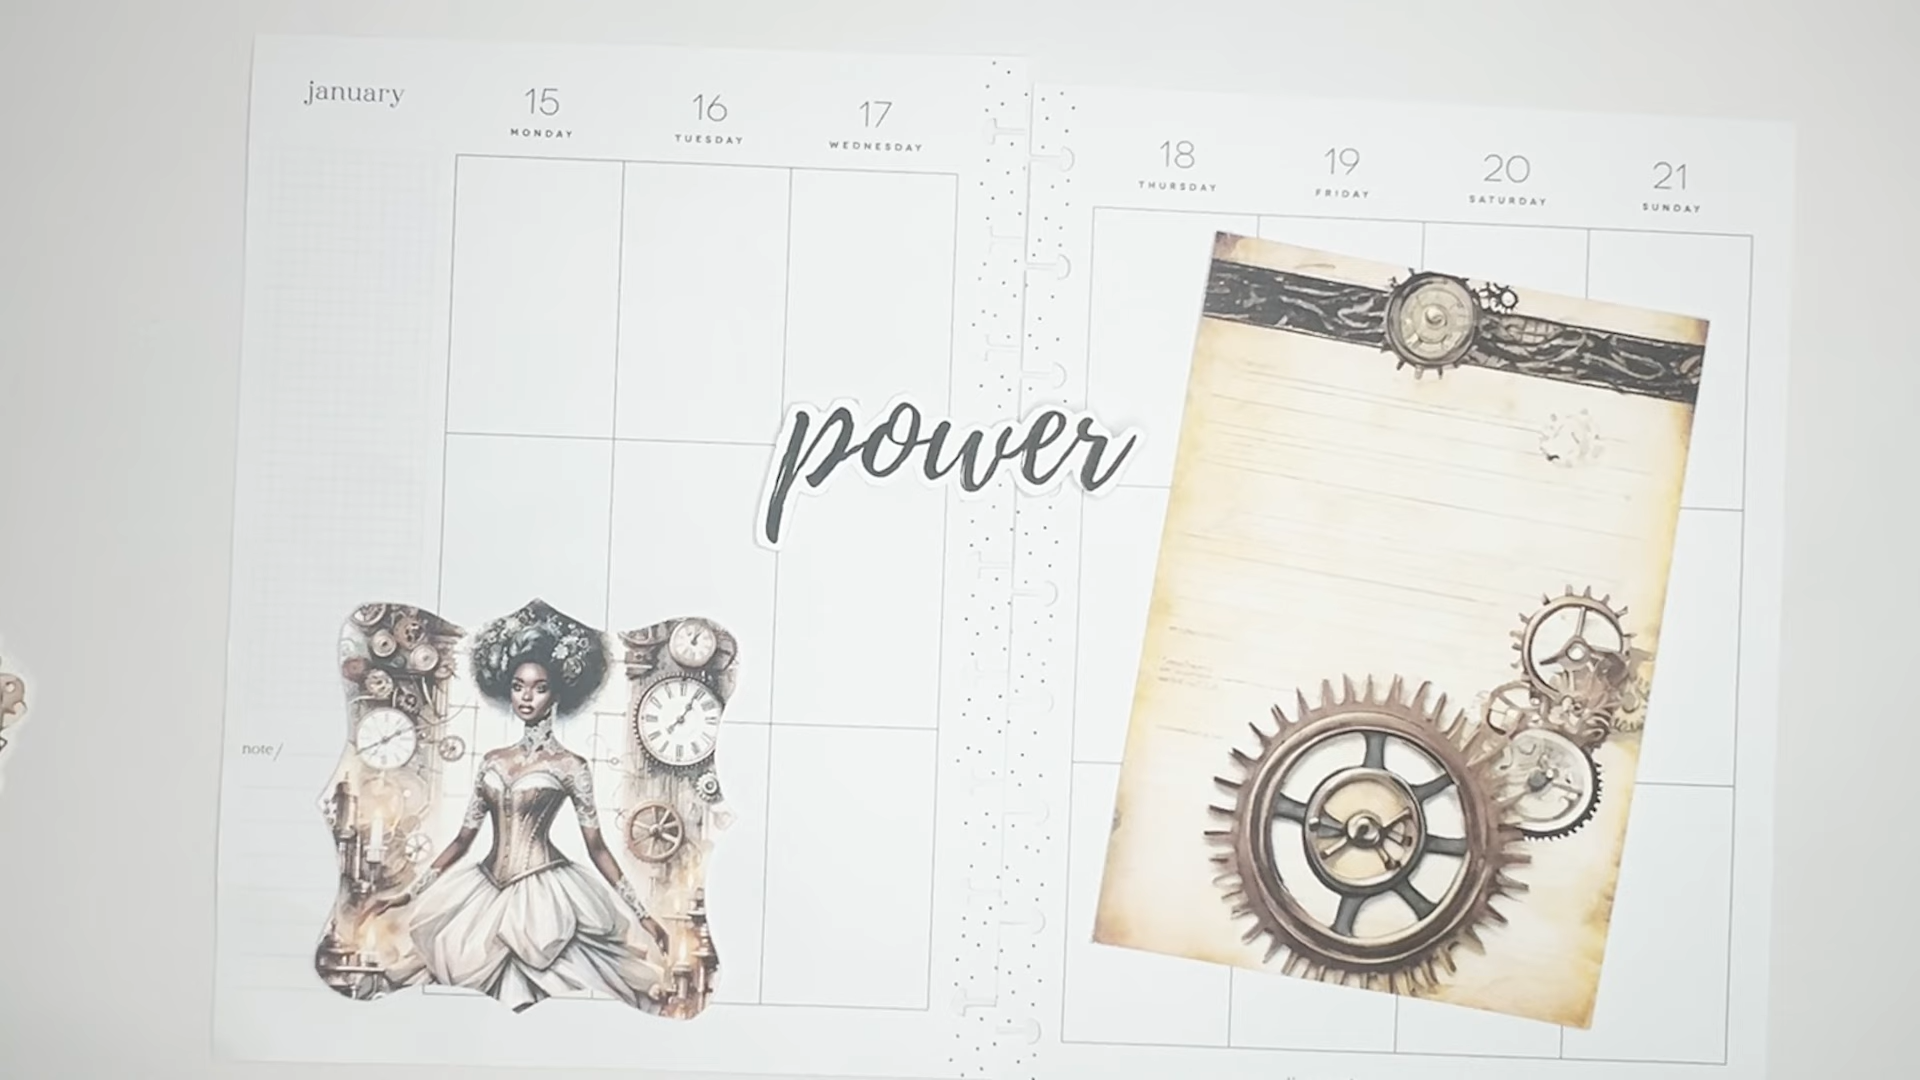 january
15
MONDAY
16
TUESDAY
17
WEDNESDAY
18
THURSDAY
19
FRIDAY
20
SATURDAY
21
SUNDAY
power
note/